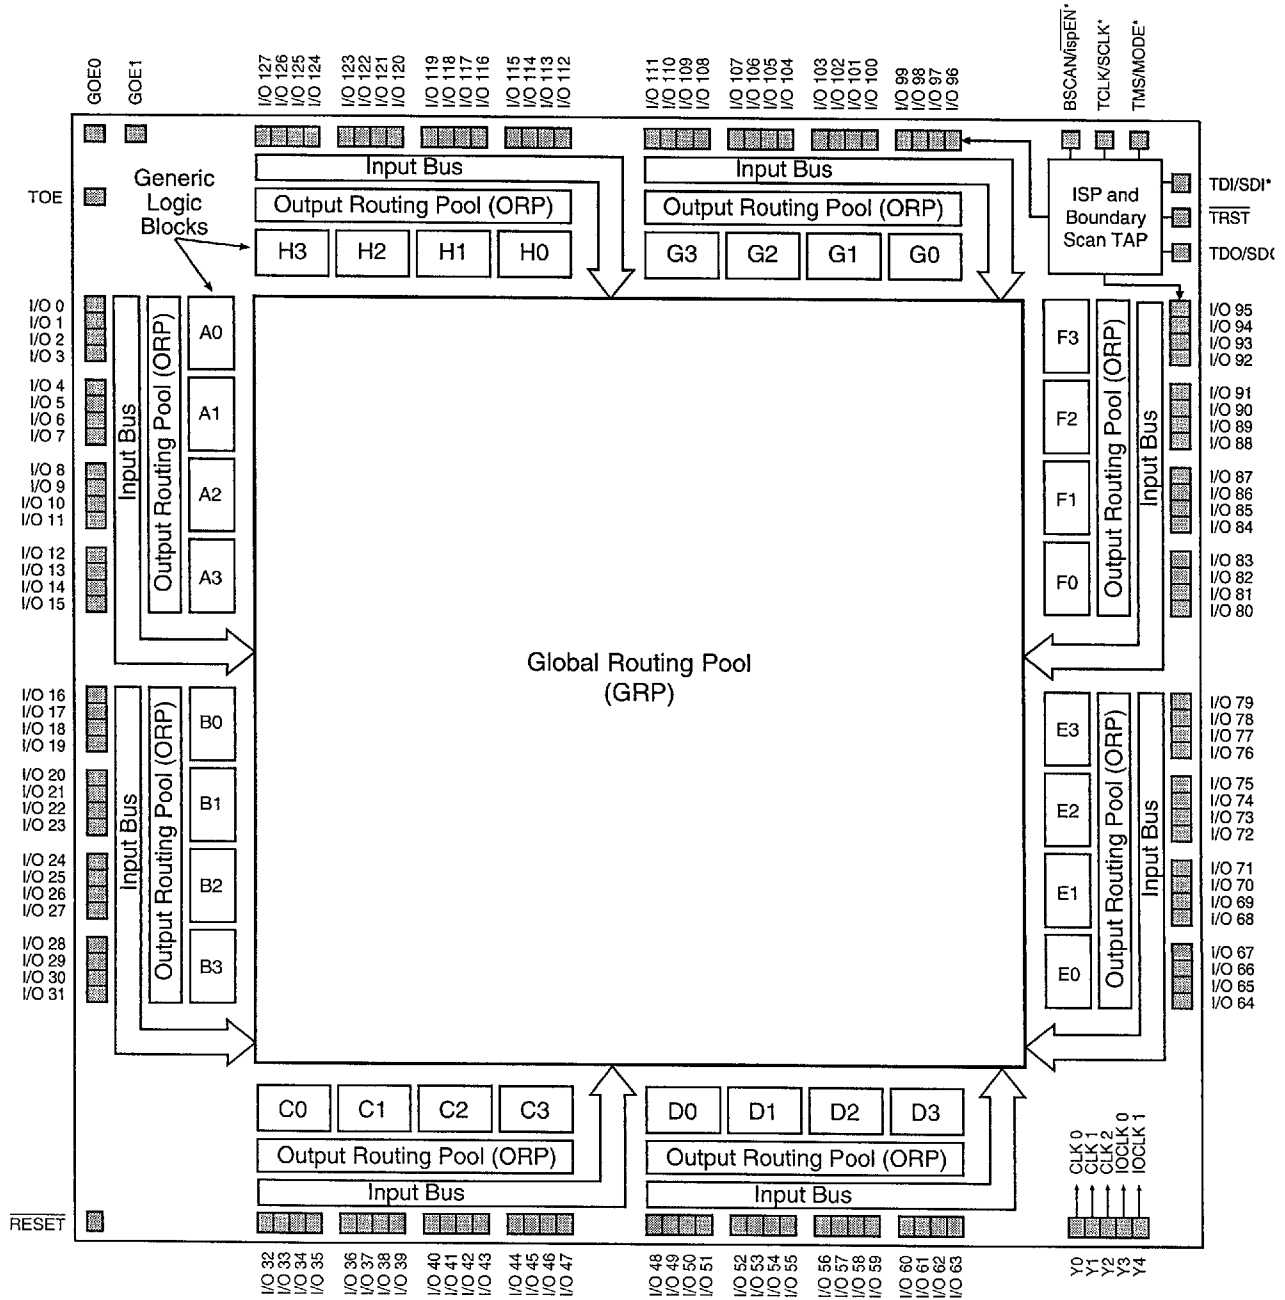 GOE0
GOE1
I/O 127
I/O 126
I/O 125
I/O 124
I/O 123
I/O 122
I/O 121
I/O 120
I/O 119
I/O 118
I/O 117
I/O 116
I/O 115
I/O 114
I/O 113
I/O 112
I/O 111
I/O 110
I/O 109
I/O 108
I/O 107
I/O 106
I/O 105
I/O 104
I/O 103
I/O 102
I/O 101
I/O 100
I/O 99
I/O 98
I/O 97
I/O 96
BSCAN/ispEN*
TCLK/SCLK*
TMS/MODE*
TOE
Generic
Logic
Blocks
Input Bus
Output Routing Pool (ORP)
H3
H2
H1
H0
Input Bus
Output Routing Pool (ORP)
G3
G2
G1
G0
ISP and
Boundary
Scan TAP
TDI/SDI*
TRST
TDO/SD
I/O 0
I/O 1
I/O 2
I/O 3
I/O 4
I/O 5
I/O 6
I/O 7
I/O 8
I/O 9
I/O 10
I/O 11
I/O 12
I/O 13
I/O 14
I/O 15
Input Bus
Output Routing Pool (ORP)
A0
A1
A2
A3
Global Routing Pool
(GRP)
F3
F2
F1
F0
Output Routing Pool (ORP)
Input Bus
I/O 95
I/O 94
I/O 93
I/O 92
I/O 91
I/O 90
I/O 89
I/O 88
I/O 87
I/O 86
I/O 85
I/O 84
I/O 83
I/O 82
I/O 81
I/O 80
I/O 16
I/O 17
I/O 18
I/O 19
I/O 20
I/O 21
I/O 22
I/O 23
I/O 24
I/O 25
I/O 26
I/O 27
I/O 28
I/O 29
I/O 30
I/O 31
Input Bus
Output Routing Pool (ORP)
B0
B1
B2
B3
E3
E2
E1
E0
Output Routing Pool (ORP)
Input Bus
I/O 79
I/O 78
I/O 77
I/O 76
I/O 75
I/O 74
I/O 73
I/O 72
I/O 71
I/O 70
I/O 69
I/O 68
I/O 67
I/O 66
I/O 65
I/O 64
C0
C1
C2
C3
Output Routing Pool (ORP)
Input Bus
D0
D1
D2
D3
Output Routing Pool (ORP)
Input Bus
CLK 0
CLK 1
CLK 2
IOCLK 0
IOCLK 1
RESET
I/O 32
I/O 33
I/O 34
I/O 35
I/O 36
I/O 37
I/O 38
I/O 39
I/O 40
I/O 41
I/O 42
I/O 43
I/O 44
I/O 45
I/O 46
I/O 47
I/O 48
I/O 49
I/O 50
I/O 51
I/O 52
I/O 53
I/O 54
I/O 55
I/O 56
I/O 57
I/O 58
I/O 59
I/O 60
I/O 61
I/O 62
I/O 63
Y0
Y1
Y2
Y3
Y4